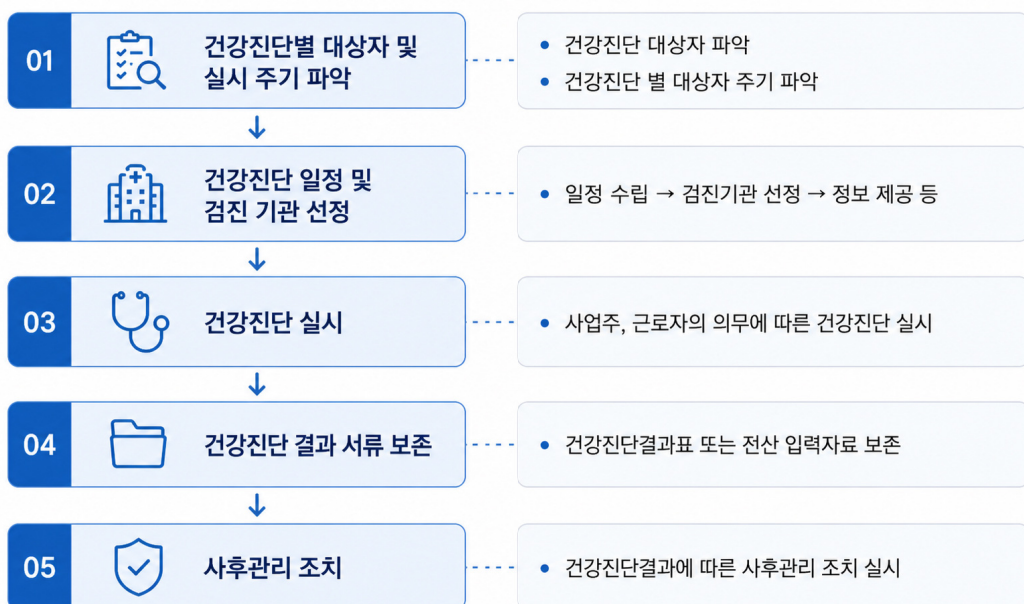 01
건강진단별 대상자 및
실시 주기 파악
• 건강진단 대상자 파악
• 건강진단 별 대상자 주기 파악
02
건강진단 일정 및
검진 기관 선정
• 일정 수립 → 검진기관 선정 → 정보 제공 등
03
건강진단 실시
• 사업주, 근로자의 의무에 따른 건강진단 실시
04
건강진단 결과 서류 보존
• 건강진단결과표 또는 전산 입력자료 보존
05
사후관리 조치
• 건강진단결과에 따른 사후관리 조치 실시